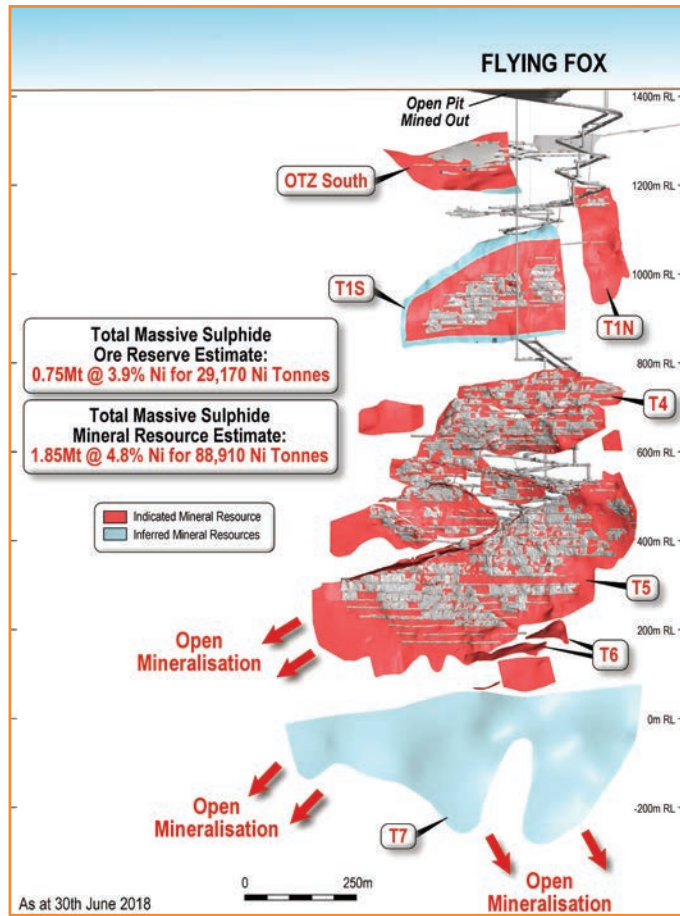 FLYING FOX
1400m RL
Open Pit
Mined Out
OTZ South
1200m RL
1000m RL
T1S
T1N
Total Massive Sulphide
Ore Reserve Estimate:
0.75Mt @ 3.9% Ni for 29,170 Ni Tonnes
800m RL
T4
Total Massive Sulphide
Mineral Resource Estimate:
1.85Mt @ 4.8% Ni for 88,910 Ni Tonnes
600m RL
Indicated Mineral Resource
Inferred Mineral Resources
400m RL
T5
Open
Mineralisation
200m RL
T6
0m RL
Open
Mineralisation
-200m RL
T7
Open
Mineralisation
0
250m
As at 30th June 2018